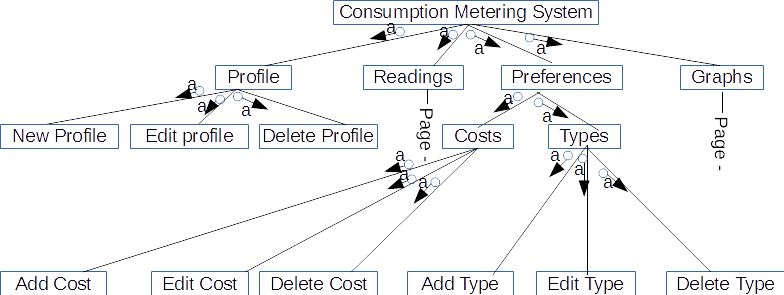 Consumption Metering System
a a a a
Profile Readings Preferences Graphs
a a a a a
New Profile Edit profile Delete Profile Page - Costs Types Page -
a a a a a a
Add Cost Edit Cost Delete Cost Add Type Edit Type Delete Type